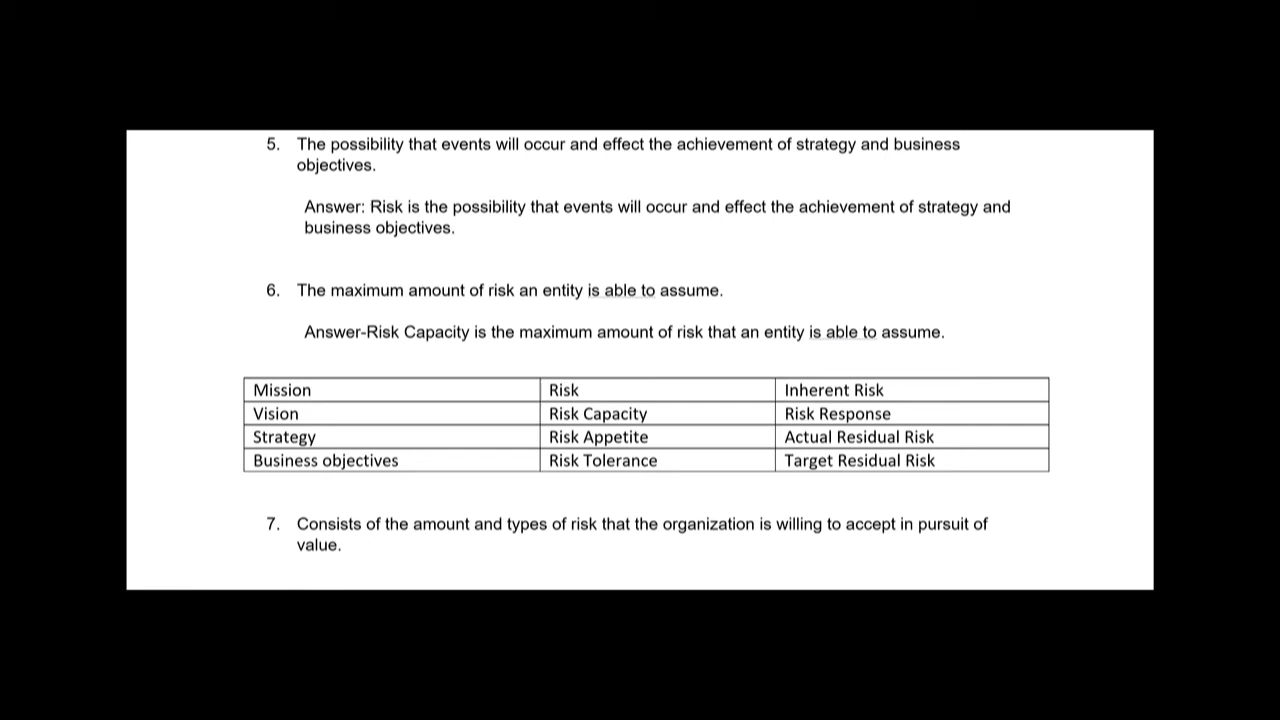 5. The possibility that events will occur and effect the achievement of strategy and business
objectives.
Answer: Risk is the possibility that events will occur and effect the achievement of strategy and
business objectives.
6. The maximum amount of risk an entity is able to assume.
Answer-Risk Capacity is the maximum amount of risk that an entity is able to assume.
Mission Risk Inherent Risk
Vision Risk Capacity Risk Response
Strategy Risk Appetite Actual Residual Risk
Business objectives Risk Tolerance Target Residual Risk
7. Consists of the amount and types of risk that the organization is willing to accept in pursuit of
value.